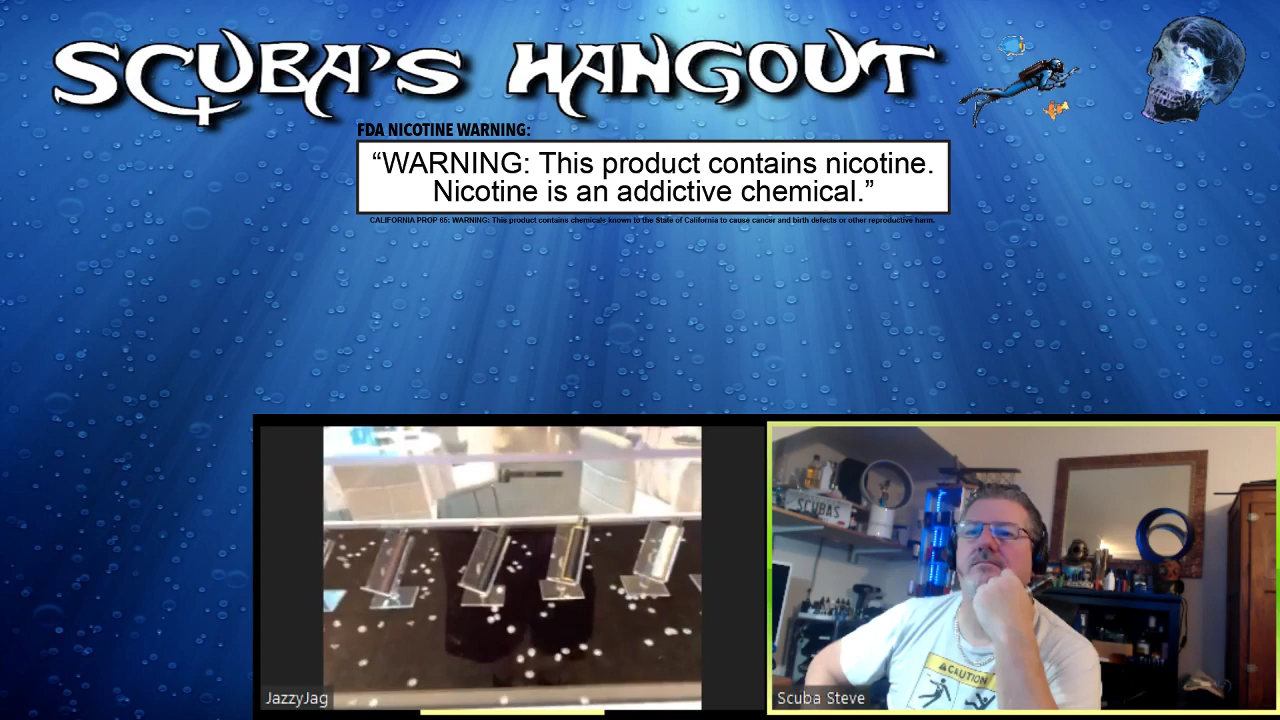 SCUBA'S HANGOUT
FDA NICOTINE WARNING:
“WARNING: This product contains nicotine.
Nicotine is an addictive chemical.”
CALIFORNIA PROP 65: WARNING: This product contains chemicals known to the State of California to cause cancer and birth defects or other reproductive harm.
SCUBAS
CAUTION
JazzyJag
Scuba Steve